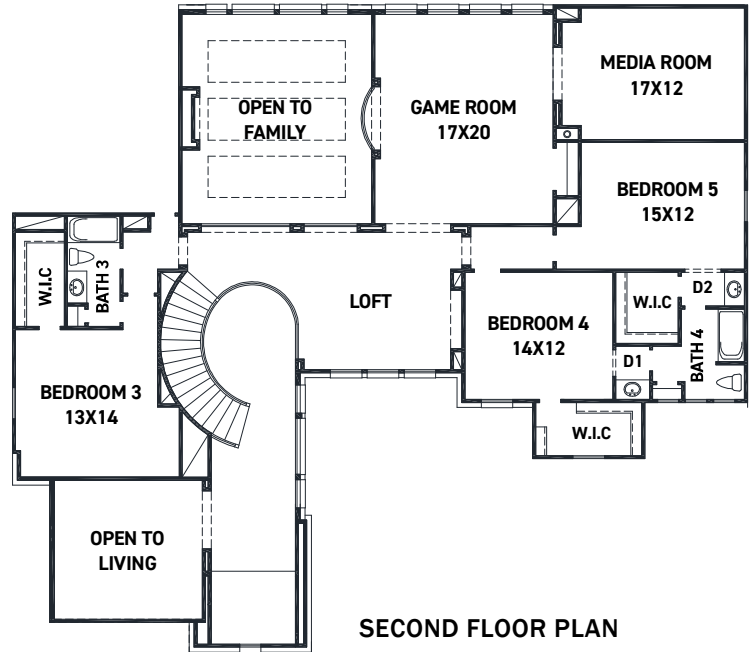 OPEN TO
FAMILY
GAME ROOM
17X20
MEDIA ROOM
17X12
BEDROOM 5
15X12
W.I.C
BATH 3
LOFT
BEDROOM 4
14X12
W.I.C
D2
D1
BATH 4
BEDROOM 3
13X14
W.I.C
OPEN TO
LIVING
SECOND FLOOR PLAN